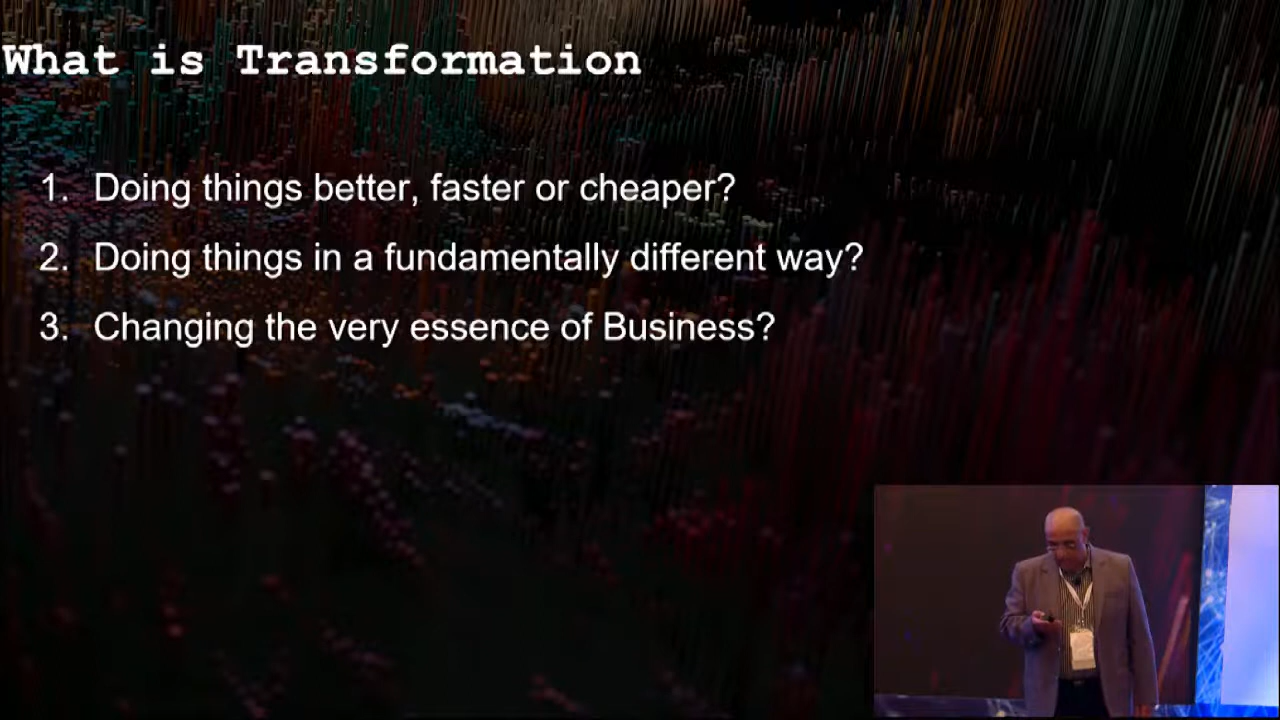 What is Transformation
1. Doing things better, faster or cheaper?
2. Doing things in a fundamentally different way?
3. Changing the very essence of Business?